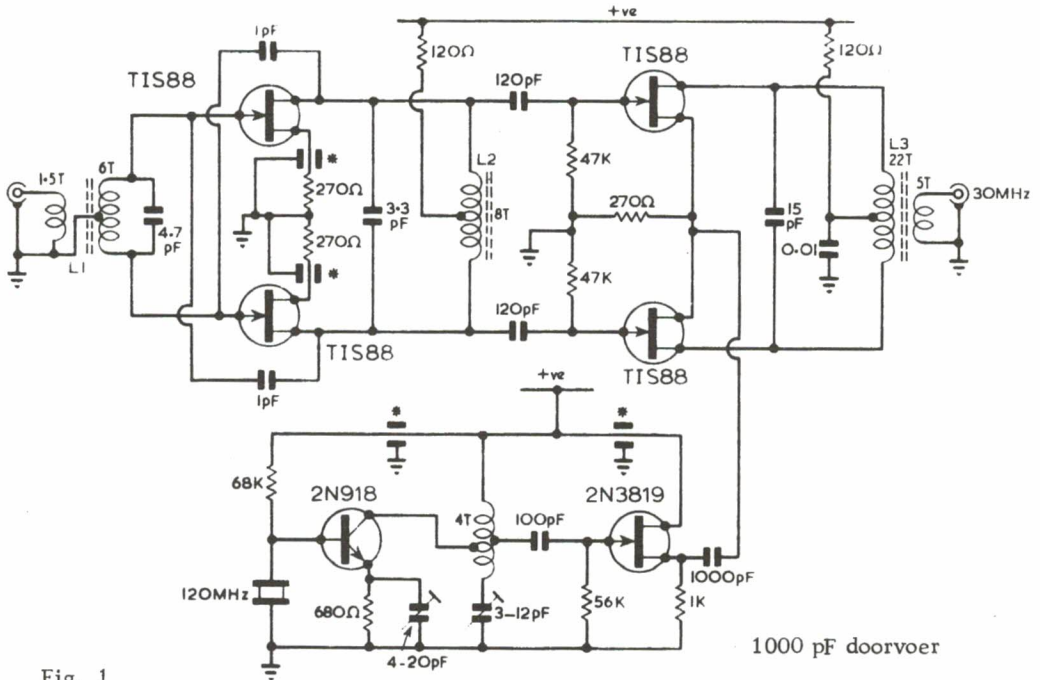 +ve
1pF
120Ω
120Ω
TIS88
120pF
TIS88
1·5T
6T
4·7 pF
L1
*
270Ω
270Ω
*
3·3 pF
L2
8T
47K
270Ω
47K
15 pF
0·01
L3
22T
5T
30MHz
120pF
TIS88
TIS88
1pF
+ve
*
*
68K
2N918
4T
100pF
2N3819
120MHz
680Ω
4-20pF
3-12pF
56K
1K
1000pF
1000 pF doorvoer
Fig. 1